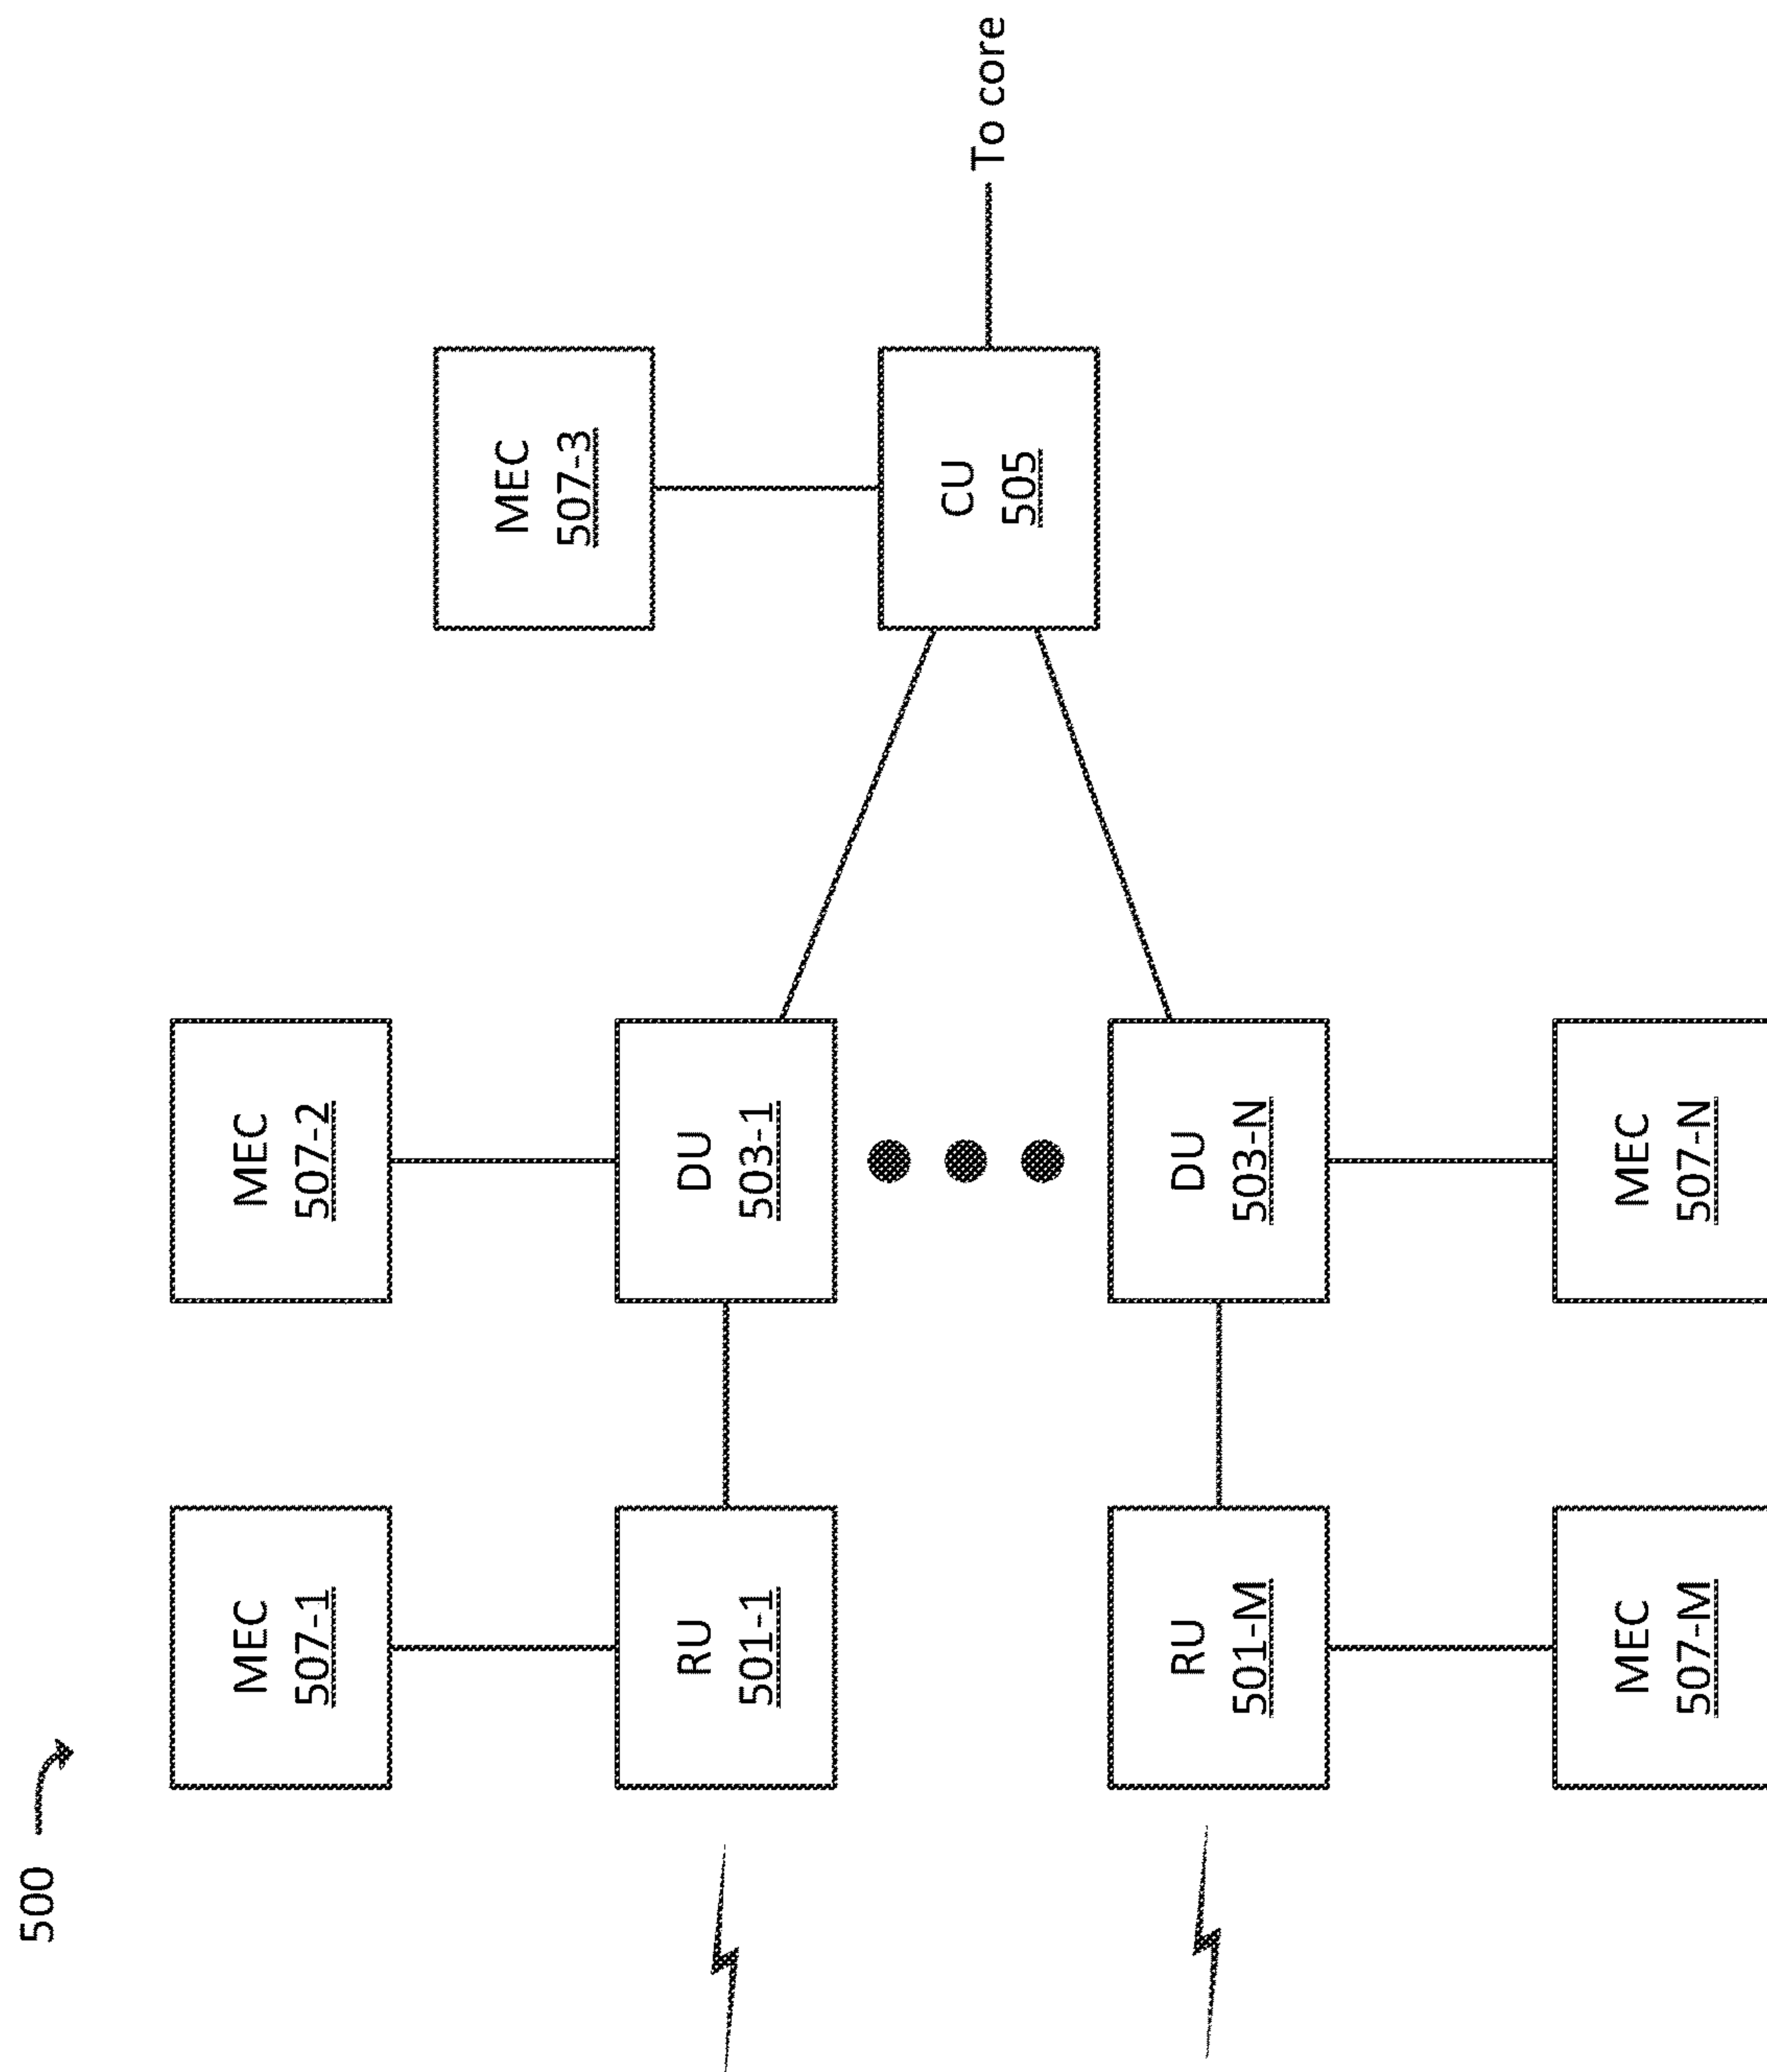 500
MEC
507-1
MEC
507-2
MEC
507-3
RU
501-1
DU
503-1
CU
505
To core
RU
501-M
DU
503-N
MEC
507-M
MEC
507-N